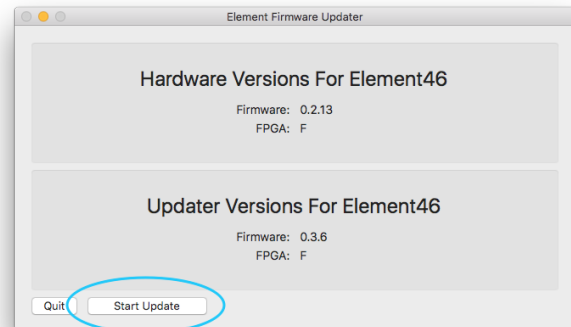 Element Firmware Updater
Hardware Versions For Element46
Firmware: 0.2.13
FPGA: F
Updater Versions For Element46
Firmware: 0.3.6
FPGA: F
Quit Start Update